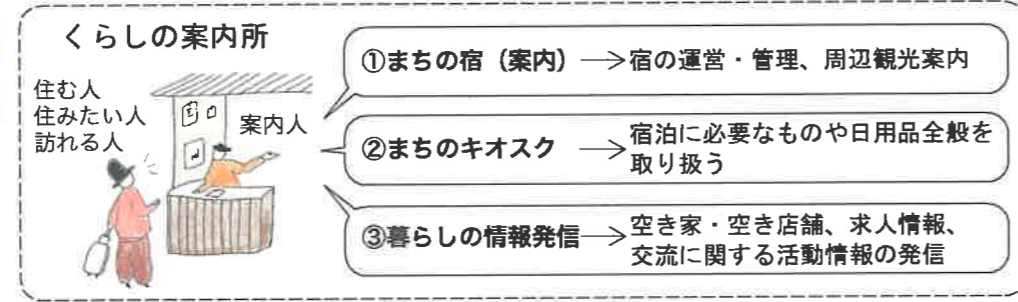 くらしの案内所
住む人
住みたい人
訪れる人
案内人
①まちの宿（案内）→宿の運営・管理、周辺観光案内
②まちのキオスク→宿泊に必要なものや日用品全般を
取り扱う
③暮らしの情報発信→空き家・空き店舗、求人情報、
交流に関する活動情報の発信